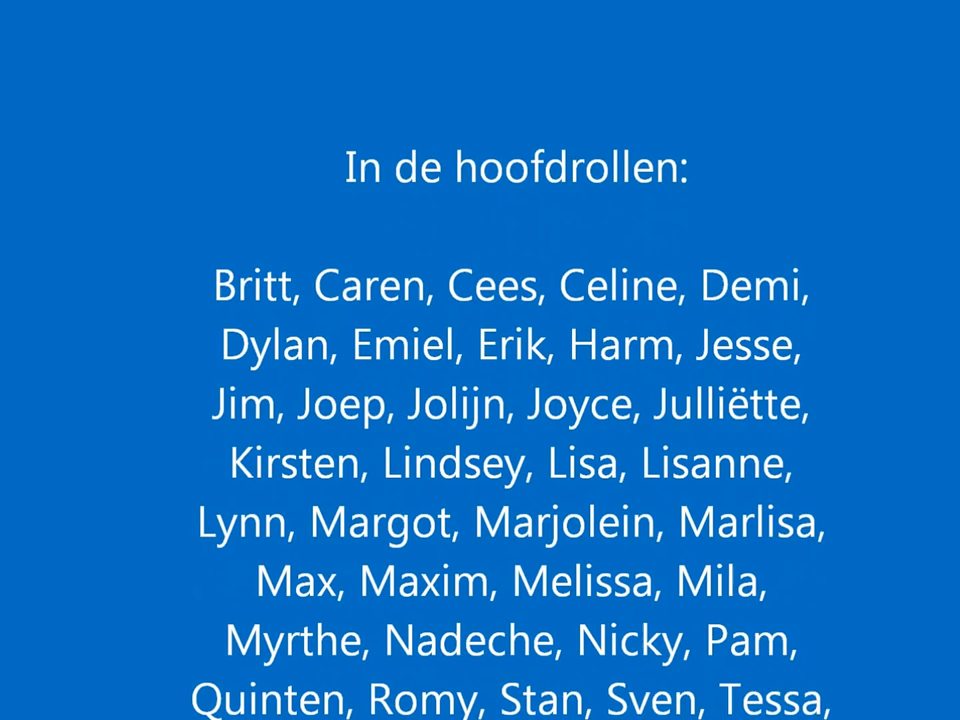 In de hoofdrollen:
Britt, Caren, Cees, Celine, Demi,
Dylan, Emiel, Erik, Harm, Jesse,
Jim, Joep, Jolijn, Joyce, Julliëtte,
Kirsten, Lindsey, Lisa, Lisanne,
Lynn, Margot, Marjolein, Marlisa,
Max, Maxim, Melissa, Mila,
Myrthe, Nadeche, Nicky, Pam,
Quinten, Romy, Stan, Sven, Tessa,